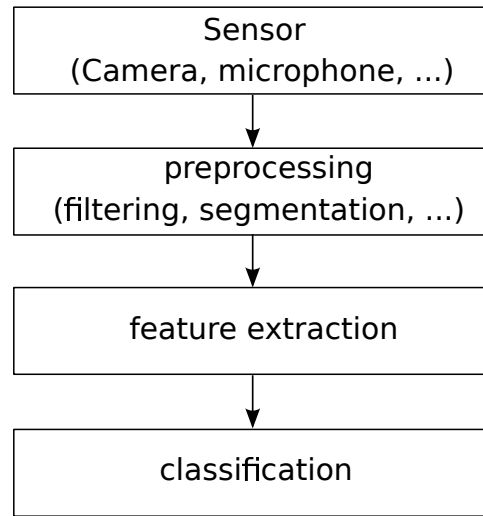 Sensor
(Camera, microphone, ...)
preprocessing
(filtering, segmentation, ...)
feature extraction
classification